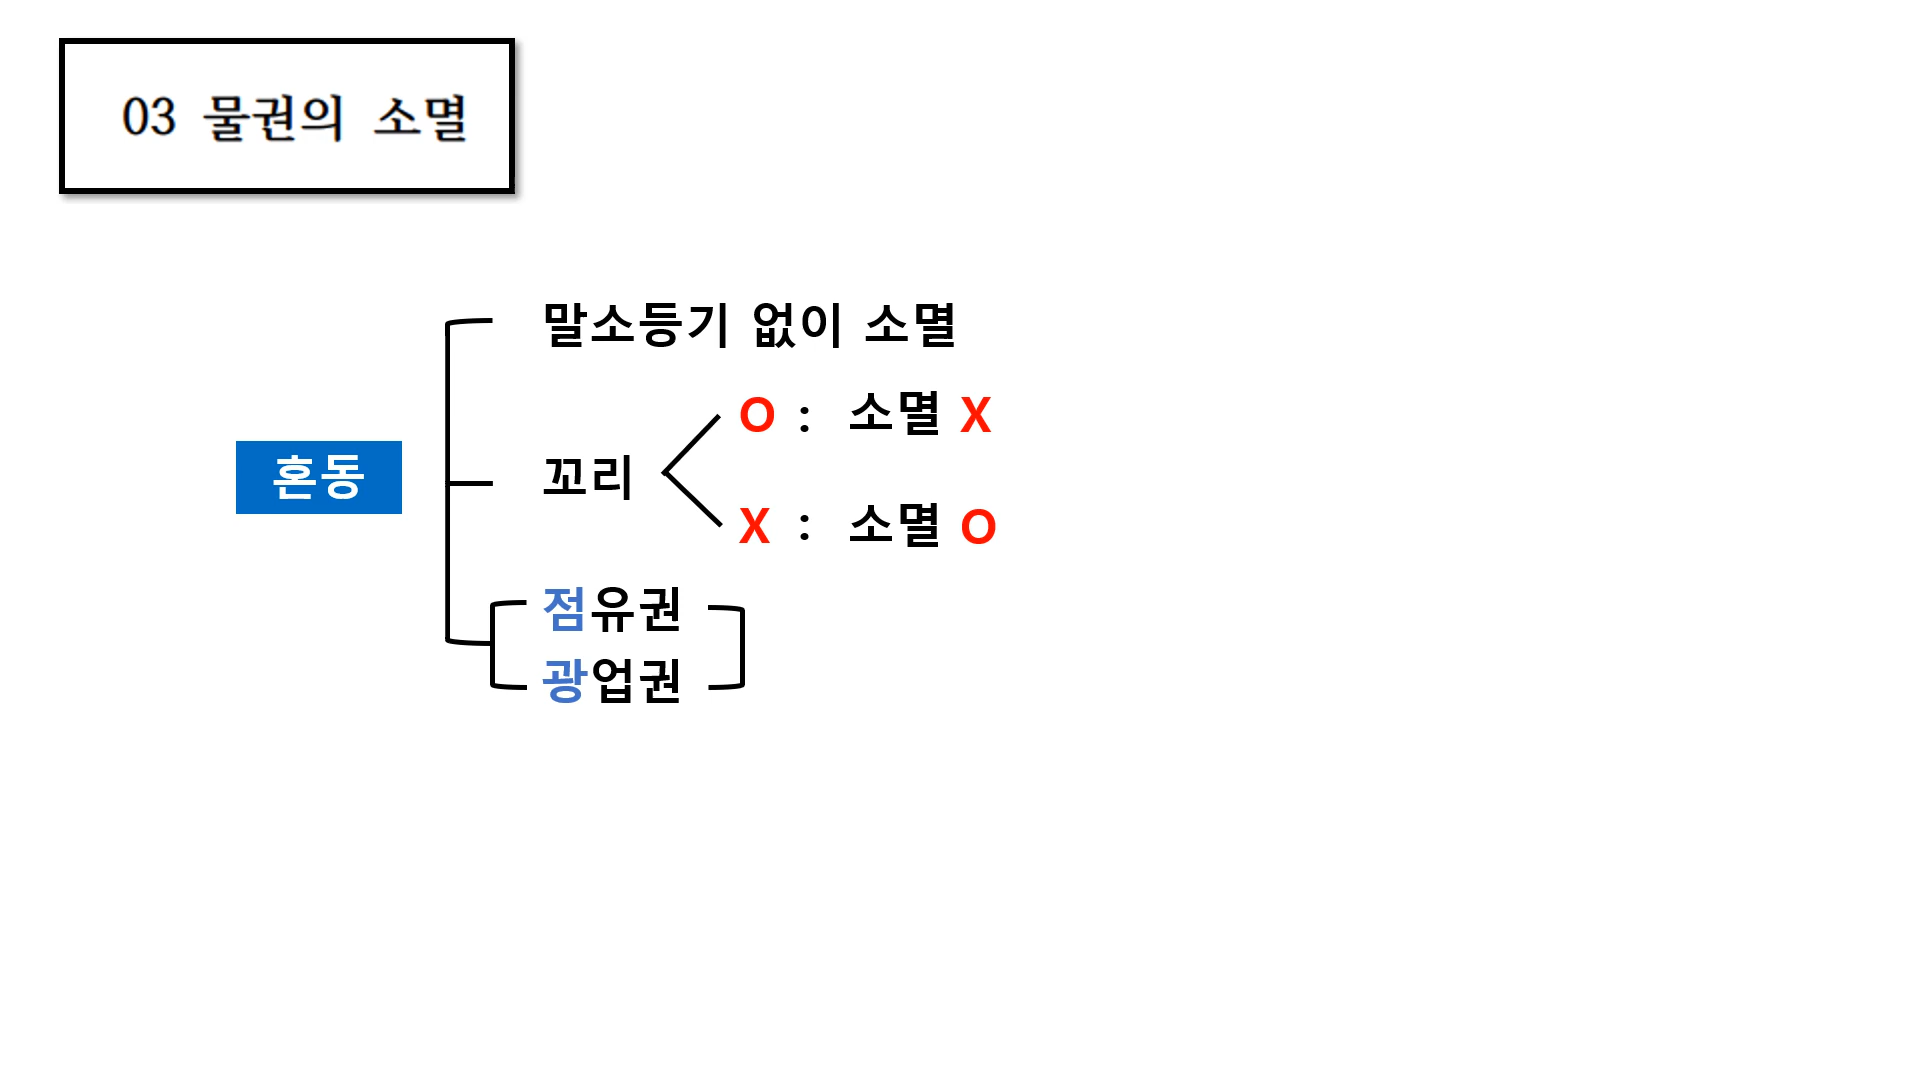 03 물권의 소멸
말소등기 없이 소멸
O : 소멸 X
혼동
꼬리
X : 소멸 O
점유권
광업권